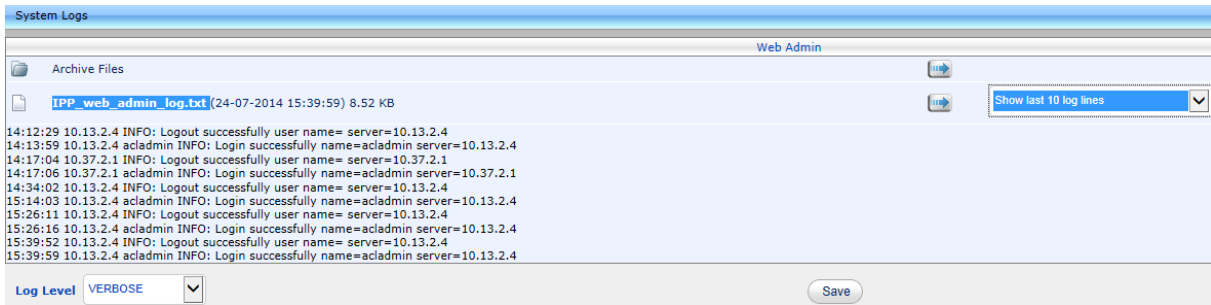 System Logs
Web Admin
Archive Files
IPP_web_admin_log.txt (24-07-2014 15:39:59) 8.52 KB
Show last 10 log lines
14:12:29 10.13.2.4 INFO: Logout successfully user name= server=10.13.2.4
14:13:59 10.13.2.4 acladmin INFO: Login successfully name=acladmin server=10.13.2.4
14:17:04 10.37.2.1 INFO: Logout successfully user name= server=10.37.2.1
14:17:06 10.37.2.1 acladmin INFO: Login successfully name=acladmin server=10.37.2.1
14:34:02 10.13.2.4 INFO: Logout successfully user name= server=10.13.2.4
15:14:03 10.13.2.4 acladmin INFO: Login successfully name=acladmin server=10.13.2.4
15:26:11 10.13.2.4 INFO: Logout successfully user name= server=10.13.2.4
15:26:16 10.13.2.4 acladmin INFO: Login successfully name=acladmin server=10.13.2.4
15:39:52 10.13.2.4 INFO: Logout successfully user name= server=10.13.2.4
15:39:59 10.13.2.4 acladmin INFO: Login successfully name=acladmin server=10.13.2.4
Log Level VERBOSE
Save